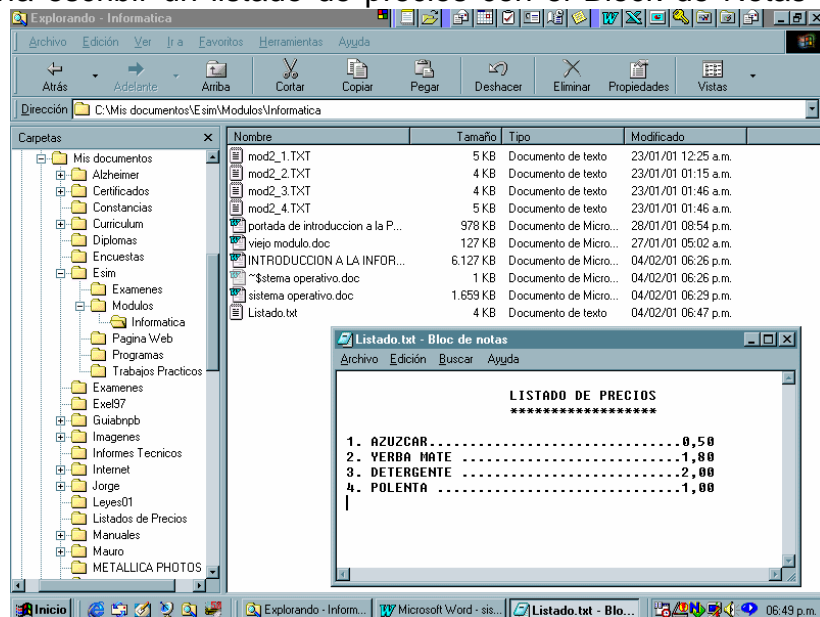 ha escribir un listado de precios con el Block de Notas
Explorando - Informatica
Archivo Edición Ver Ir a Favoritos Herramientas Ayuda
Atrás Adelante Arriba Cortar Copiar Pegar Deshacer Eliminar Propiedades Vistas
Dirección C:\Mis documentos\Esim\Modulos\Informatica
Carpetas
Mis documentos
Alzheimer
Certificados
Constancias
Curriculum
Diplomas
Encuestas
Esim
Examenes
Modulos
Informatica
Pagina Web
Programas
Trabajos Practicos
Examenes
Exel97
Guiabnpb
Imagenes
Informes Tecnicos
Internet
Jorge
Leyes01
Listados de Precios
Manuales
Mauro
METALLICA PHOTOS
Nombre Tamaño Tipo Modificado
mod2_1.TXT 5 KB Documento de texto 23/01/01 12:25 a.m.
mod2_2.TXT 4 KB Documento de texto 23/01/01 01:15 a.m.
mod2_3.TXT 4 KB Documento de texto 23/01/01 01:46 a.m.
mod2_4.TXT 5 KB Documento de texto 23/01/01 01:46 a.m.
portada de introduccion a la P... 978 KB Documento de Micro... 28/01/01 08:54 p.m.
viejo modulo.doc 127 KB Documento de Micro... 27/01/01 05:02 a.m.
INTRODUCCION A LA INFOR... 6.127 KB Documento de Micro... 04/02/01 06:26 p.m.
~$stema operativo.doc 1 KB Documento de Micro... 04/02/01 06:26 p.m.
sistema operativo.doc 1.659 KB Documento de Micro... 04/02/01 06:29 p.m.
Listado.txt 4 KB Documento de texto 04/02/01 06:47 p.m.
Listado.txt - Bloc de notas
Archivo Edición Buscar Ayuda
LISTADO DE PRECIOS
******************
1. AZUZCAR...............................0,50
2. YERBA MATE ...........................1,80
3. DETERGENTE ...........................2,00
4. POLENTA ..............................1,00
Inicio Explorando - Inform... Microsoft Word - sis... Listado.txt - Blo... 06:49 p.m.